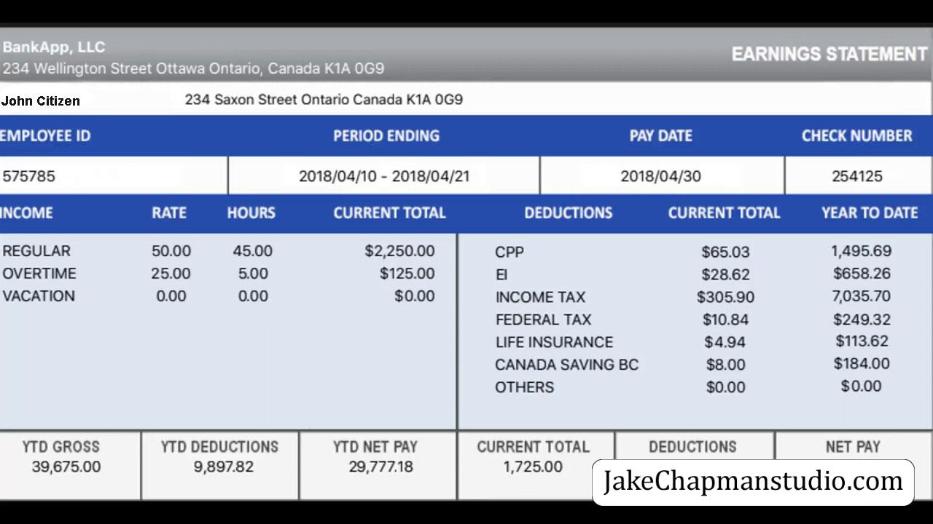 BankApp, LLC
234 Wellington Street Ottawa Ontario, Canada K1A 0G9
EARNINGS STATEMENT
John Citizen 234 Saxon Street Ontario Canada K1A 0G9
EMPLOYEE ID PERIOD ENDING PAY DATE CHECK NUMBER
575785 2018/04/10 - 2018/04/21 2018/04/30 254125
INCOME RATE HOURS CURRENT TOTAL DEDUCTIONS CURRENT TOTAL YEAR TO DATE
REGULAR 50.00 45.00 $2,250.00 CPP $65.03 1,495.69
OVERTIME 25.00 5.00 $125.00 EI $28.62 $658.26
VACATION 0.00 0.00 $0.00 INCOME TAX $305.90 7,035.70
FEDERAL TAX $10.84 $249.32
LIFE INSURANCE $4.94 $113.62
CANADA SAVING BC $8.00 $184.00
OTHERS $0.00 $0.00
YTD GROSS YTD DEDUCTIONS YTD NET PAY CURRENT TOTAL DEDUCTIONS NET PAY
39,675.00 9,897.82 29,777.18 1,725.00
JakeChapmanstudio.com